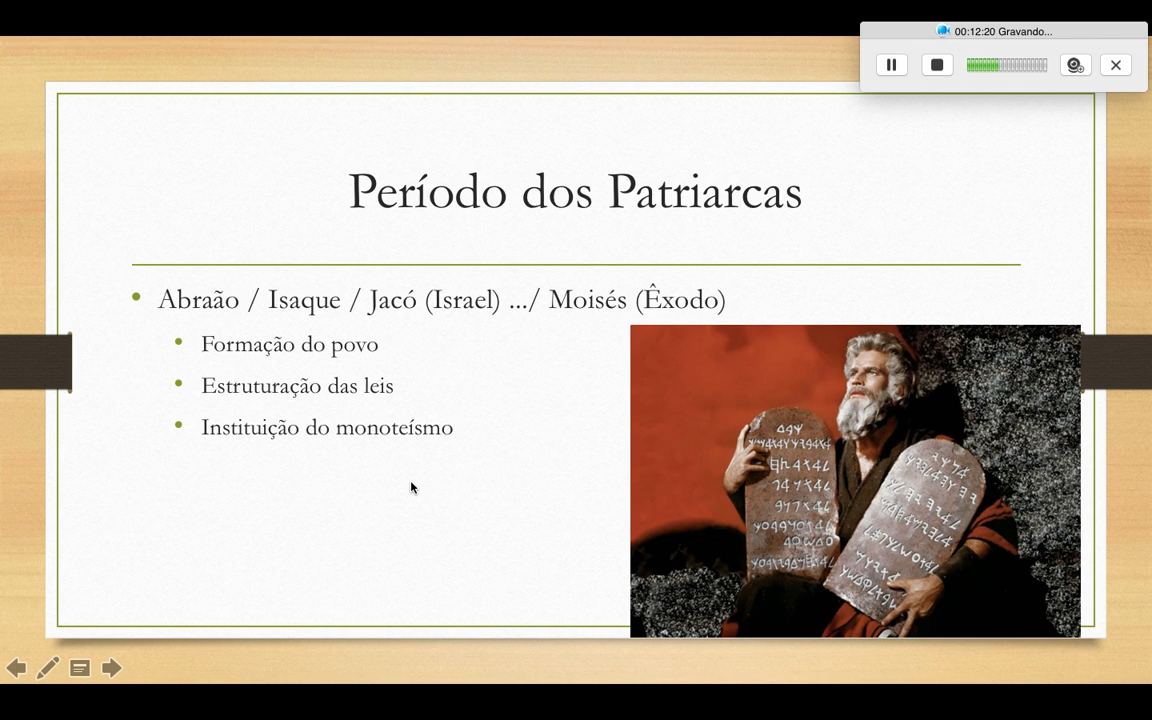 00:12:20 Gravando...
Período dos Patriarcas
Abraão / Isaque / Jacó (Israel) .../ Moisés (Êxodo)
Formação do povo
Estruturação das leis
Instituição do monoteísmo